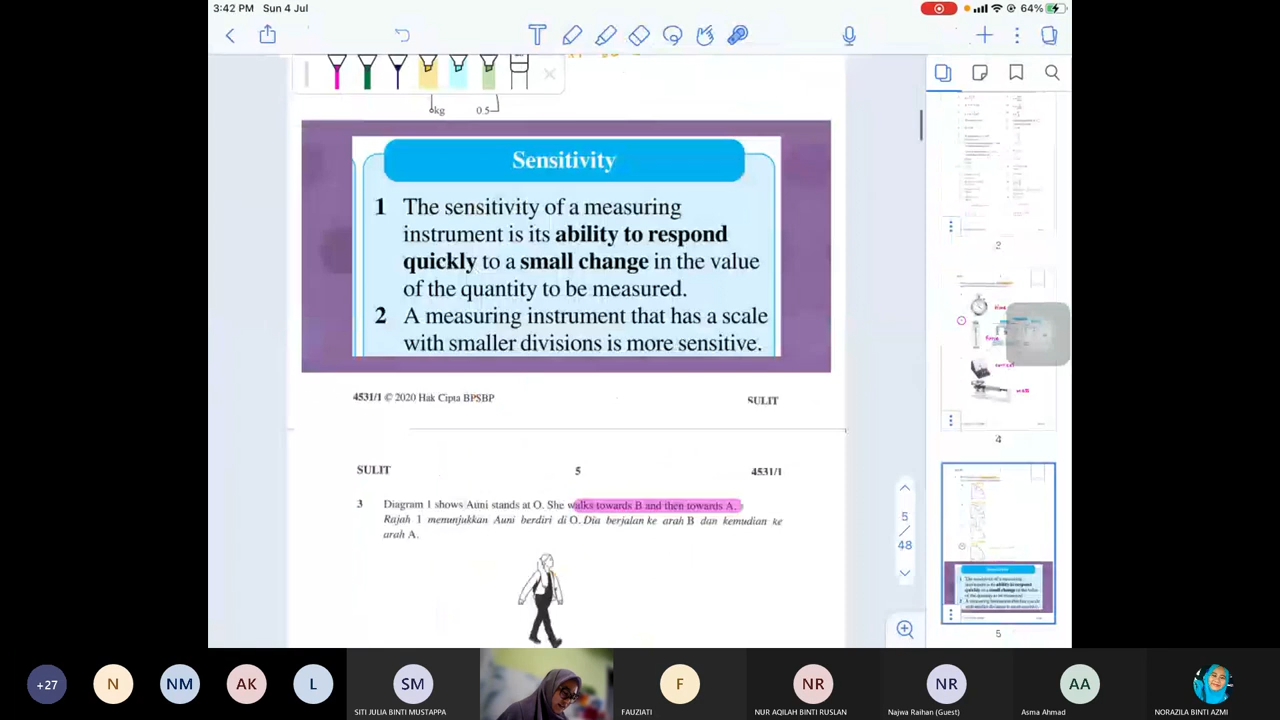 3:42 PM Sun 4 Jul
64%
kg 0.5
Sensitivity
1 The sensitivity of a measuring
instrument is its ability to respond
quickly to a small change in the value
of the quantity to be measured.
2 A measuring instrument that has a scale
with smaller divisions is more sensitive.
4531/1 © 2020 Hak Cipta BPSBP SULIT
SULIT 5 4531/1
3 Diagram 1 shows Auni stands at O. She walks towards B and then towards A.
Rajah 1 menunjukkan Auni berdiri di O. Dia berjalan ke arah B dan kemudian ke
arah A.
2
4
5
5
/
48
+27
N
NM
AK
L
SM
SITI JULIA BINTI MUSTAPPA
F
FAUZIATI
NR
NUR AQILAH BINTI RUSLAN
NR
Najwa Raihan (Guest)
AA
Asma Ahmad
NORAZILA BINTI AZMI